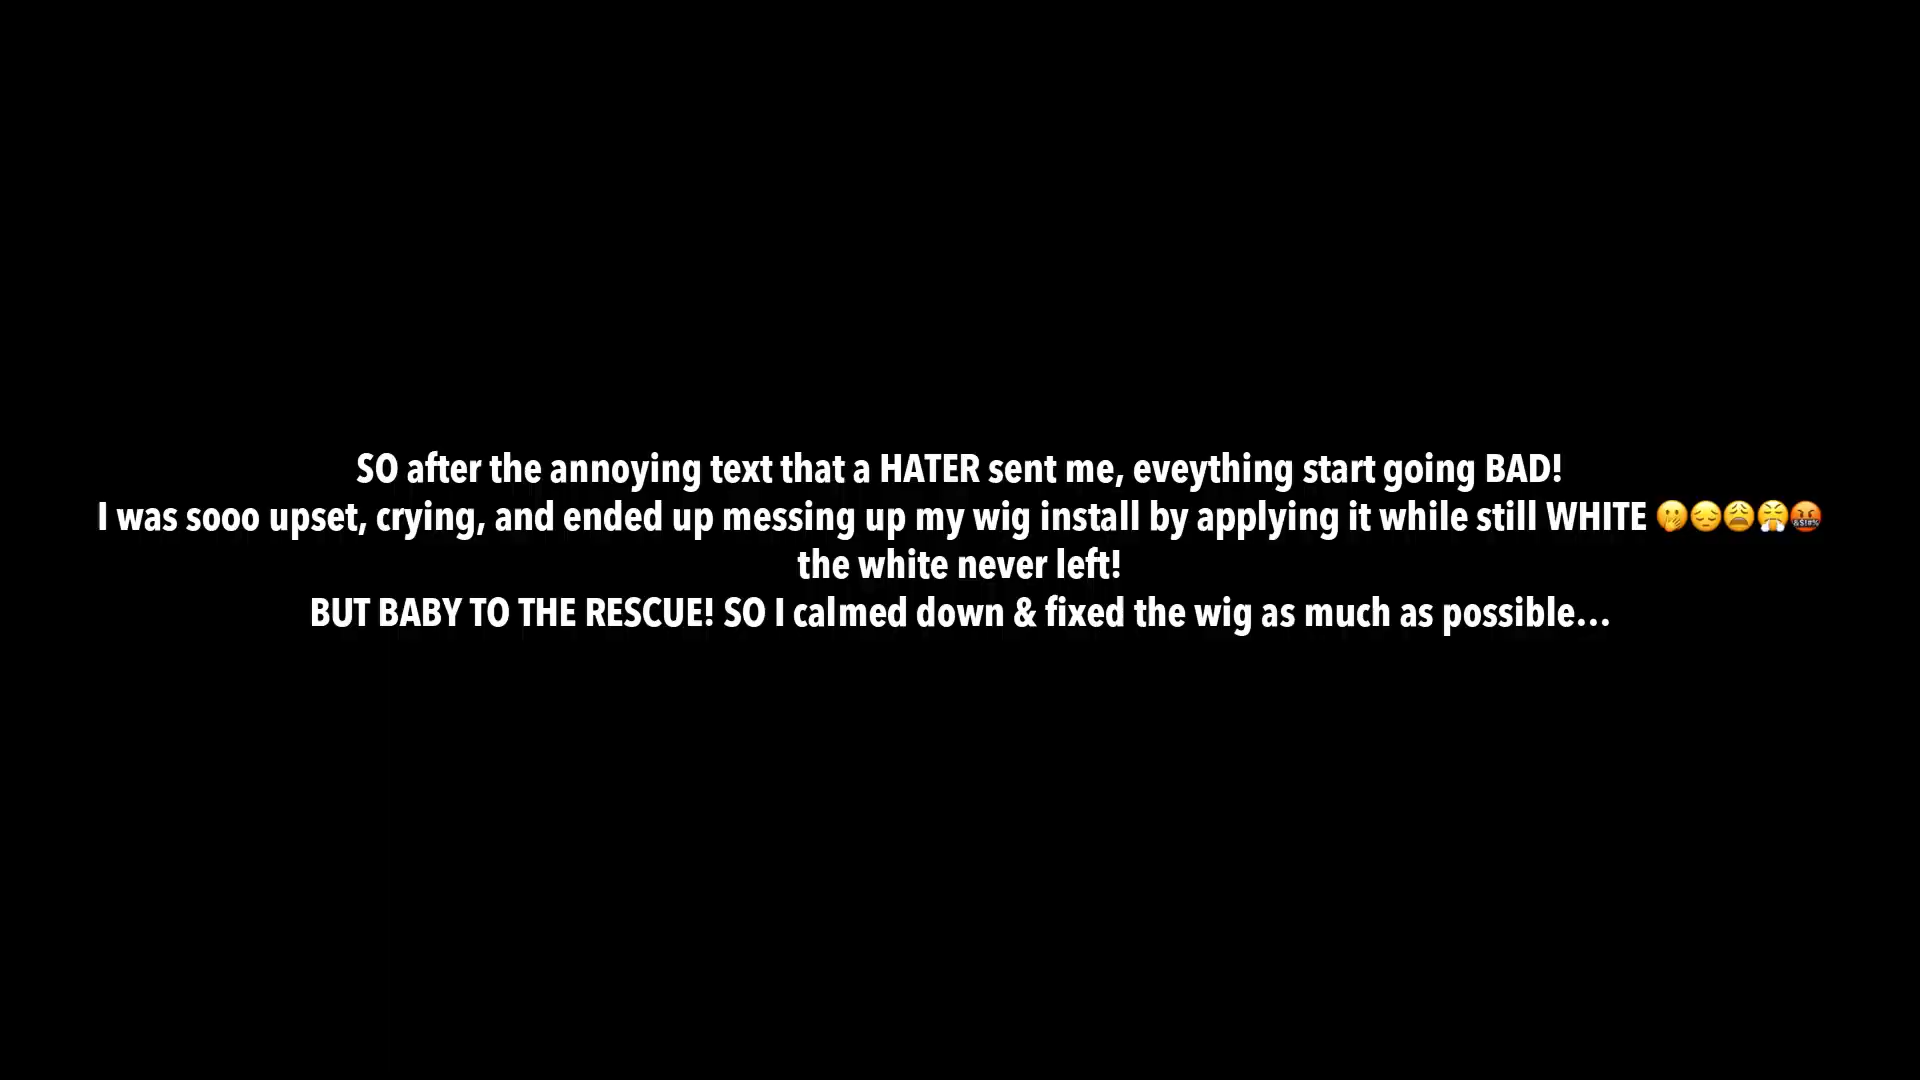 SO after the annoying text that a HATER sent me, eveything start going BAD!
I was sooo upset, crying, and ended up messing up my wig install by applying it while still WHITE 🤭😔😩😤🤬
the white never left!
BUT BABY TO THE RESCUE! SO I calmed down & fixed the wig as much as possible...